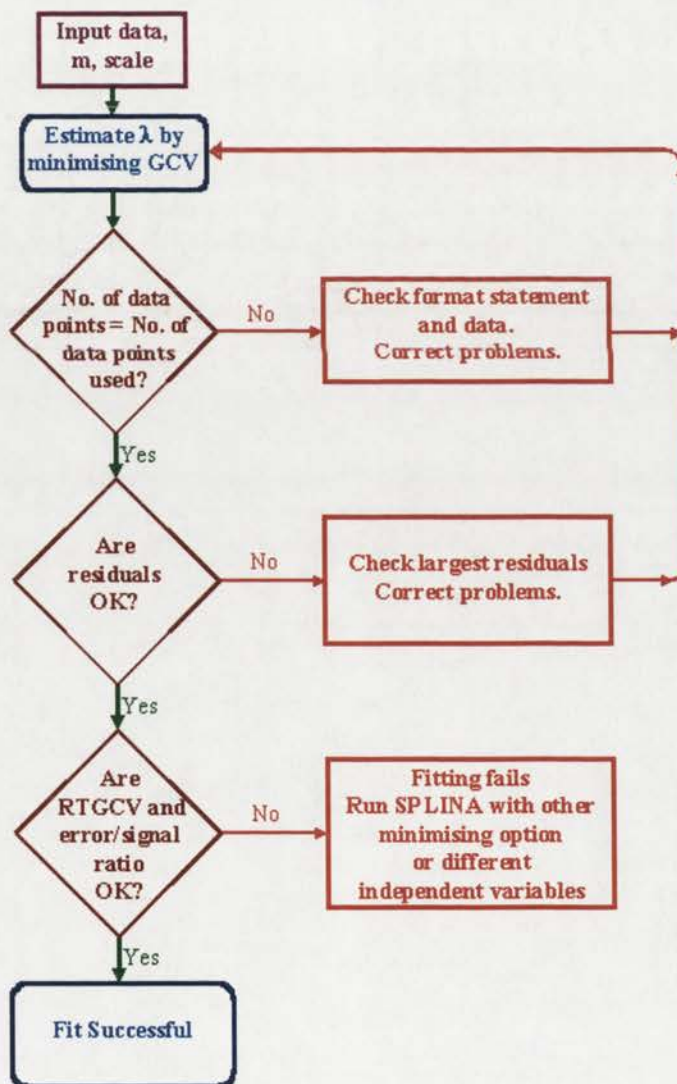 Input data,
m, scale
Estimate λ by
minimising GCV
No. of data
points = No. of
data points
used?
No
Check format statement
and data.
Correct problems.
Yes
Are
residuals
OK?
No
Check largest residuals
Correct problems.
Yes
Are
RTGCV and
error/signal
ratio
OK?
No
Fitting fails
Run SPLINA with other
minimising option
or different
independent variables
Yes
Fit Successful